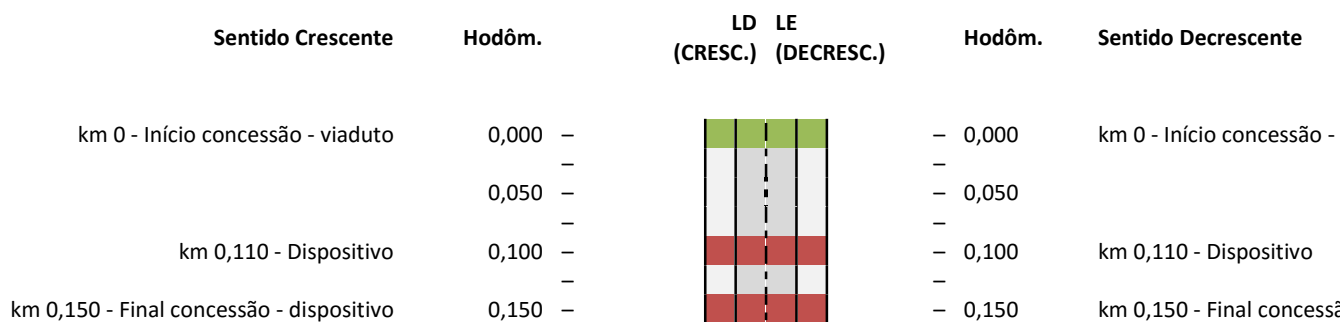 Sentido Crescente Hodôm. LD LE Hodôm. Sentido Decrescente
(CRESC.) (DECRESC.)
km 0 - Início concessão - viaduto 0,000 – – 0,000 km 0 - Início concessão -
– –
0,050 – – 0,050
– –
km 0,110 - Dispositivo 0,100 – – 0,100 km 0,110 - Dispositivo
– –
km 0,150 - Final concessão - dispositivo 0,150 – – 0,150 km 0,150 - Final